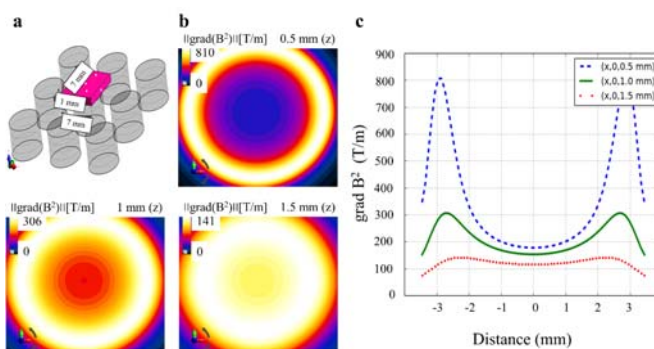 a
b
c
7 mm
1 mm
7 mm
||grad(B²)||[T/m] 0.5 mm (z)
810
0
||grad(B²)||[T/m] 1 mm (z)
306
0
||grad(B²)||[T/m] 1.5 mm (z)
141
0
grad B² (T/m)
900
800
700
600
500
400
300
200
100
0
(x,0,0.5 mm)
(x,0,1.0 mm)
(x,0,1.5 mm)
-3 -2 -1 0 1 2 3
Distance (mm)